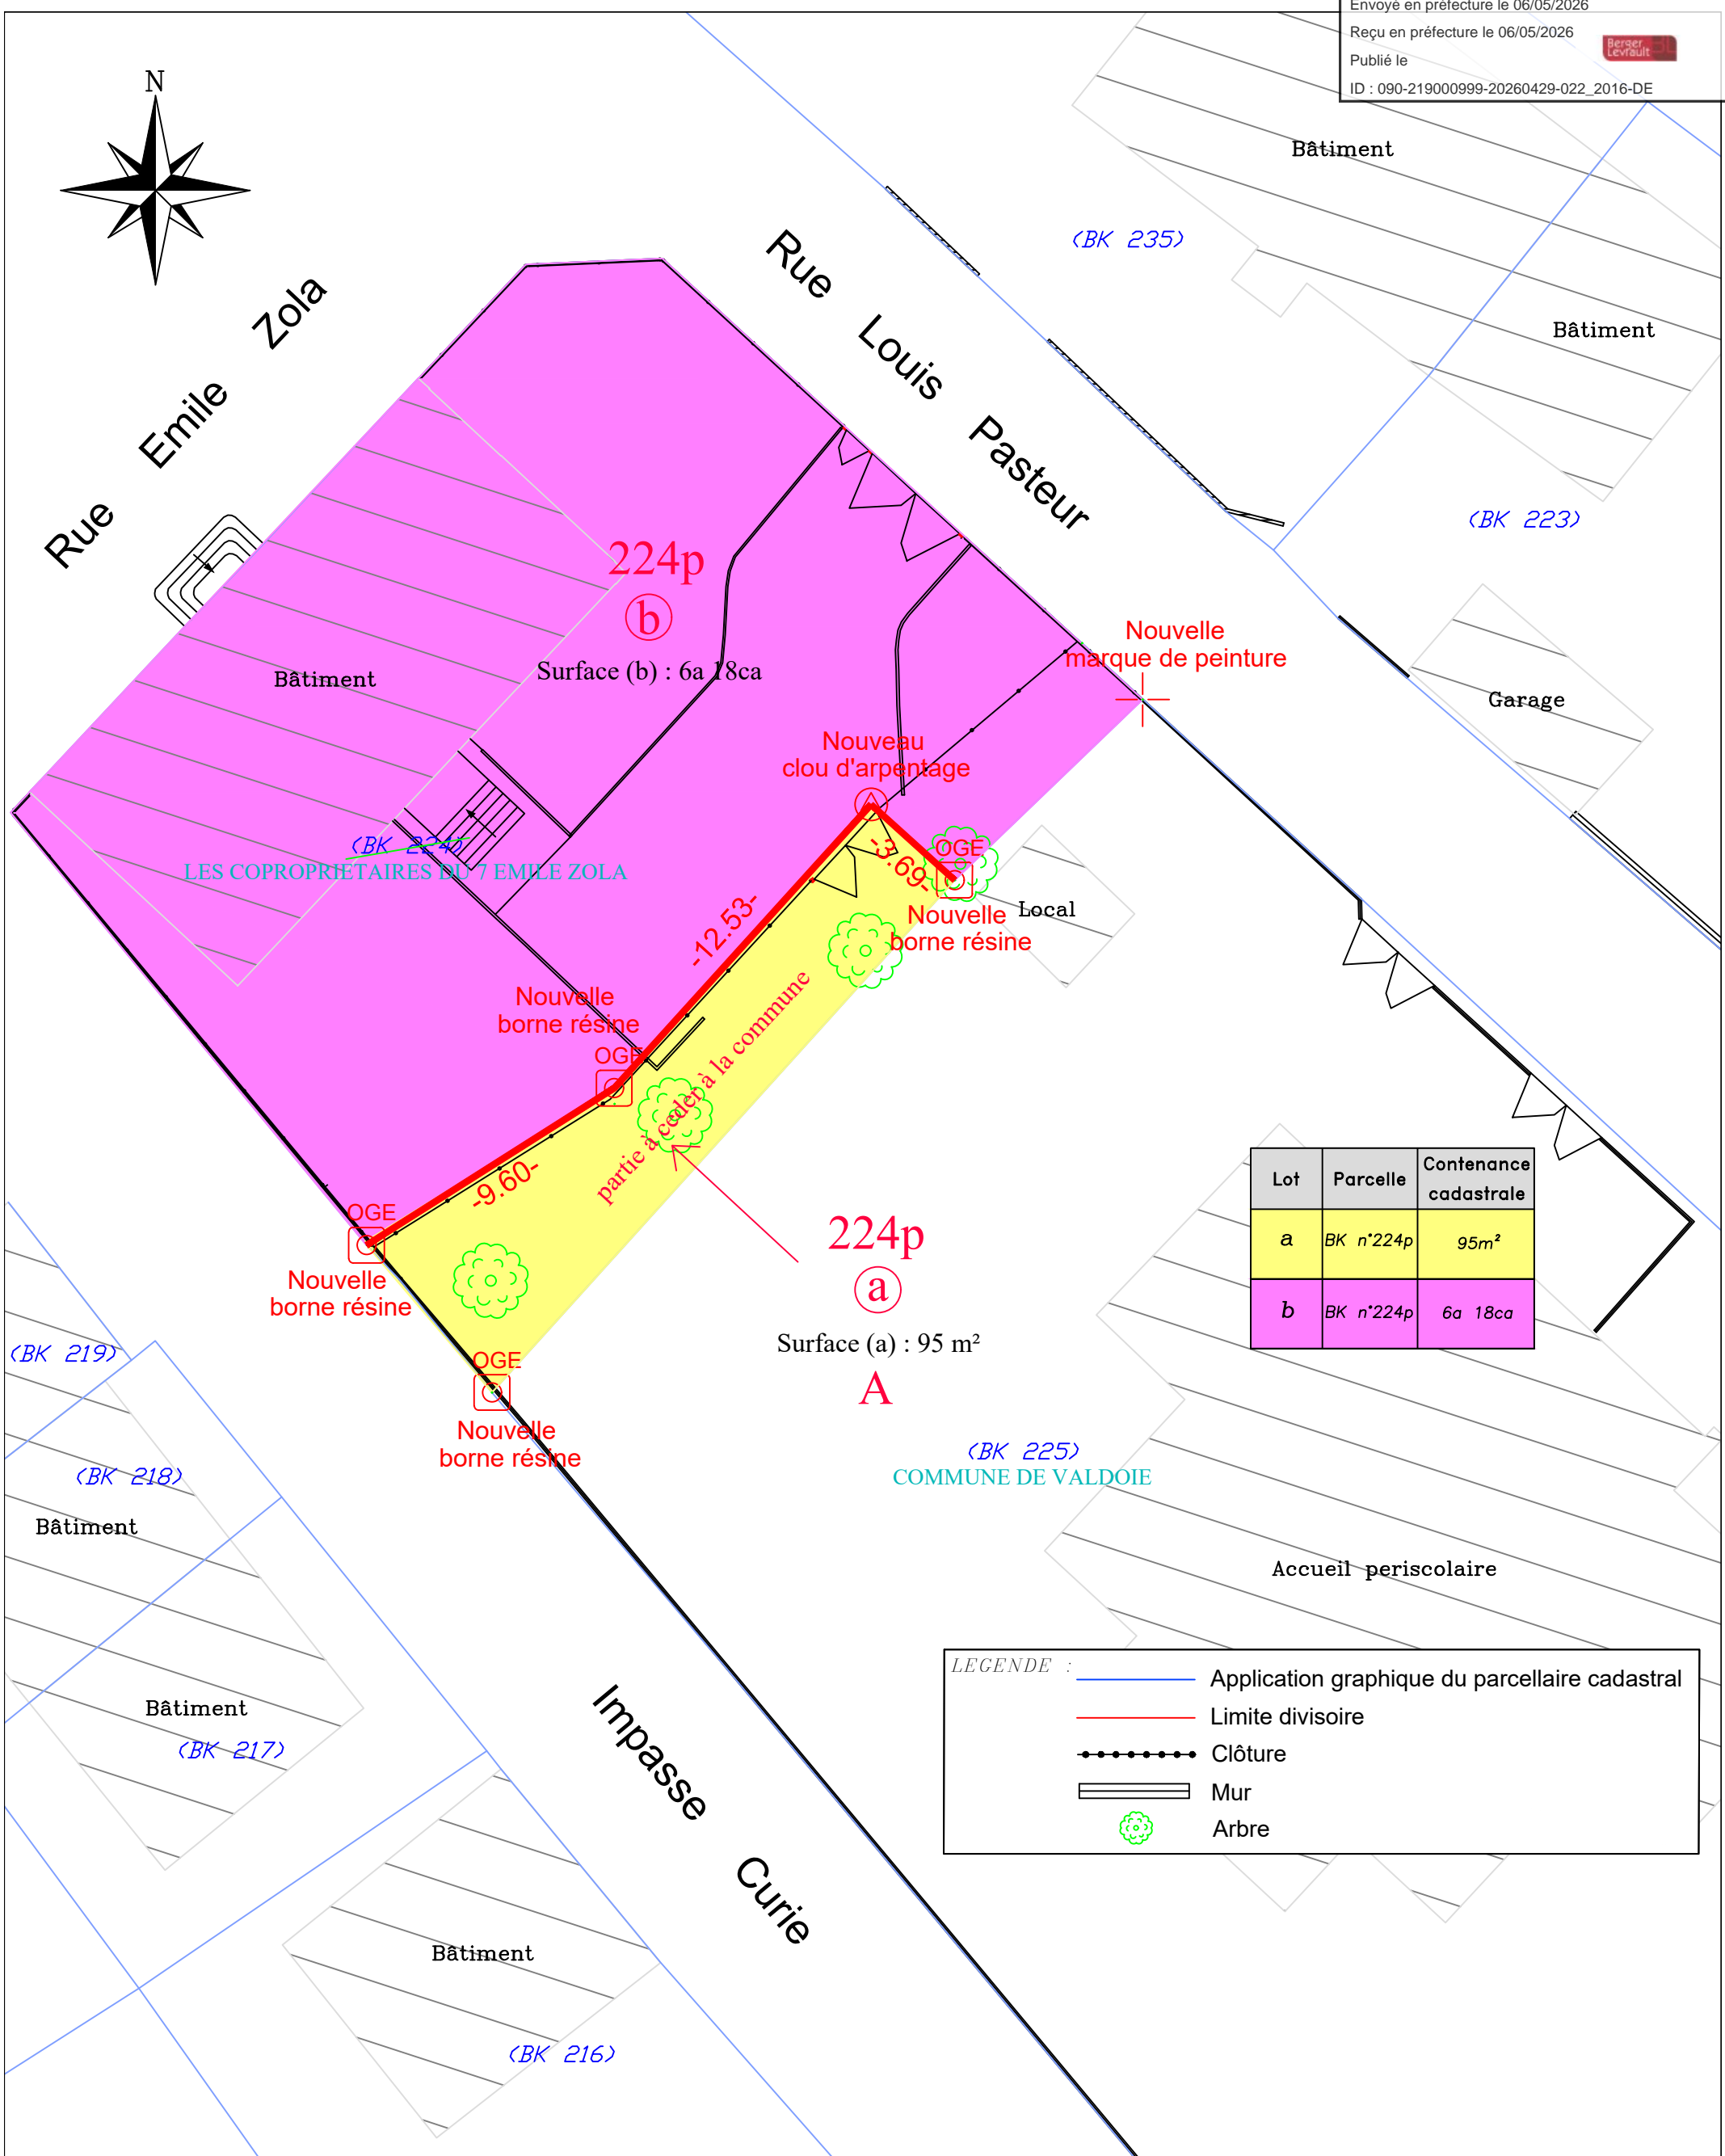 Envoyé en préfecture le 06/05/2026
Reçu en préfecture le 06/05/2026
Berger
Levrault
Publié le
ID : 090-219000999-20260429-022_2016-DE
N
Bâtiment
(BK 235)
Rue Emile Zola
Rue Louis Pasteur
Bâtiment
(BK 223)
224p
b
Surface (b) : 6a 18ca
Bâtiment
Nouvelle
marque de peinture
Garage
Nouveau
clou d'arpentage
(BK 224)
LES COPROPRIETAIRES DU 7 EMILE ZOLA
-3.69-
OGE
Nouvelle
borne résine
Local
-12.53-
Nouvelle
borne résine
OGE
partie à ceder à la commune
-9.60-
OGE
Nouvelle
borne résine
224p
a
Surface (a) : 95 m²
A
Lot Parcelle Contenance
cadastrale
a BK n°224p 95m²
b BK n°224p 6a 18ca
(BK 219)
OGE
Nouvelle
borne résine
(BK 225)
COMMUNE DE VALDOIE
(BK 218)
Bâtiment
Accueil periscolaire
Bâtiment
(BK 217)
Impasse Curie
LEGENDE :
Application graphique du parcellaire cadastral
Limite divisoire
Clôture
Mur
Arbre
Bâtiment
(BK 216)